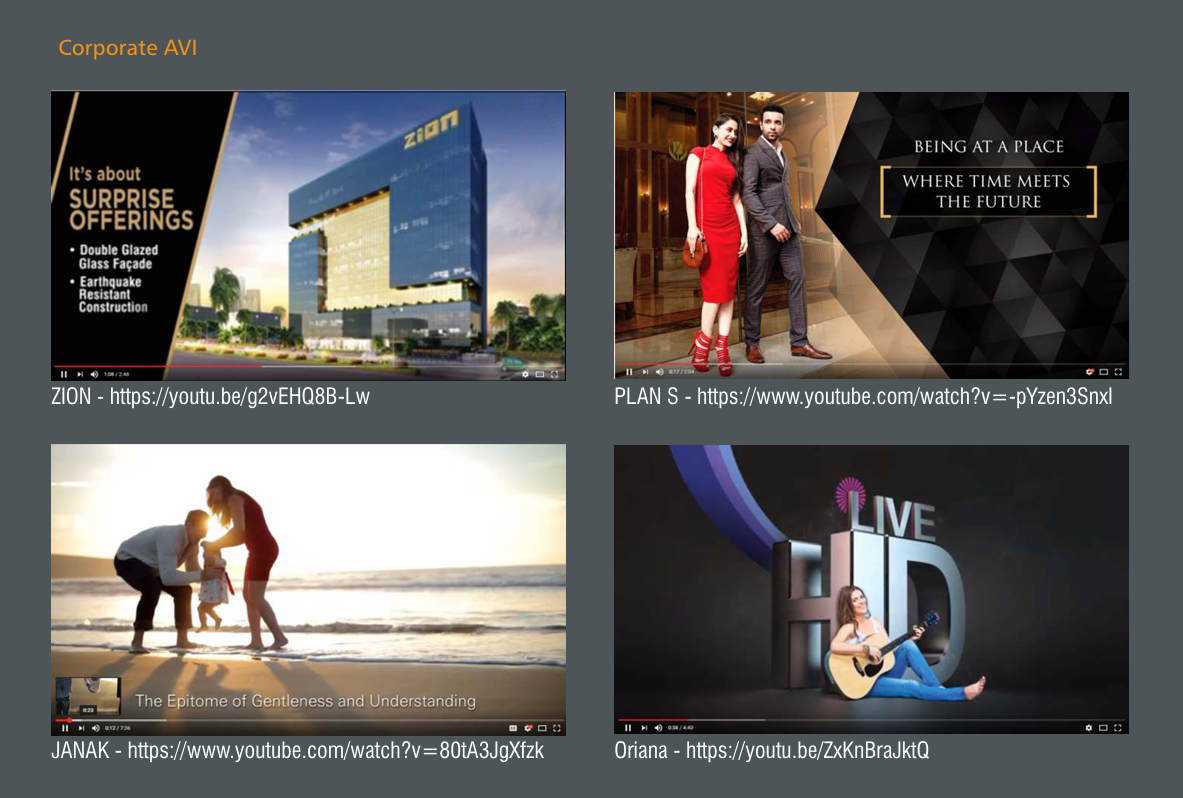 Corporate AVI
zion
It's about
SURPRISE
OFFERINGS
• Double Glazed
Glass Façade
• Earthquake
Resistant
Construction
1:08 / 2:48
ZION - https://youtu.be/g2vEHQ8B-Lw
BEING AT A PLACE
WHERE TIME MEETS
THE FUTURE
0:17 / 2:04
PLAN S - https://www.youtube.com/watch?v=-pYzen3SnxI
The Epitome of Gentleness and Understanding
0:23
0:12 / 7:36
JANAK - https://www.youtube.com/watch?v=80tA3JgXfzk
LIVE
HD
0:38 / 4:40
Oriana - https://youtu.be/ZxKnBraJktQ